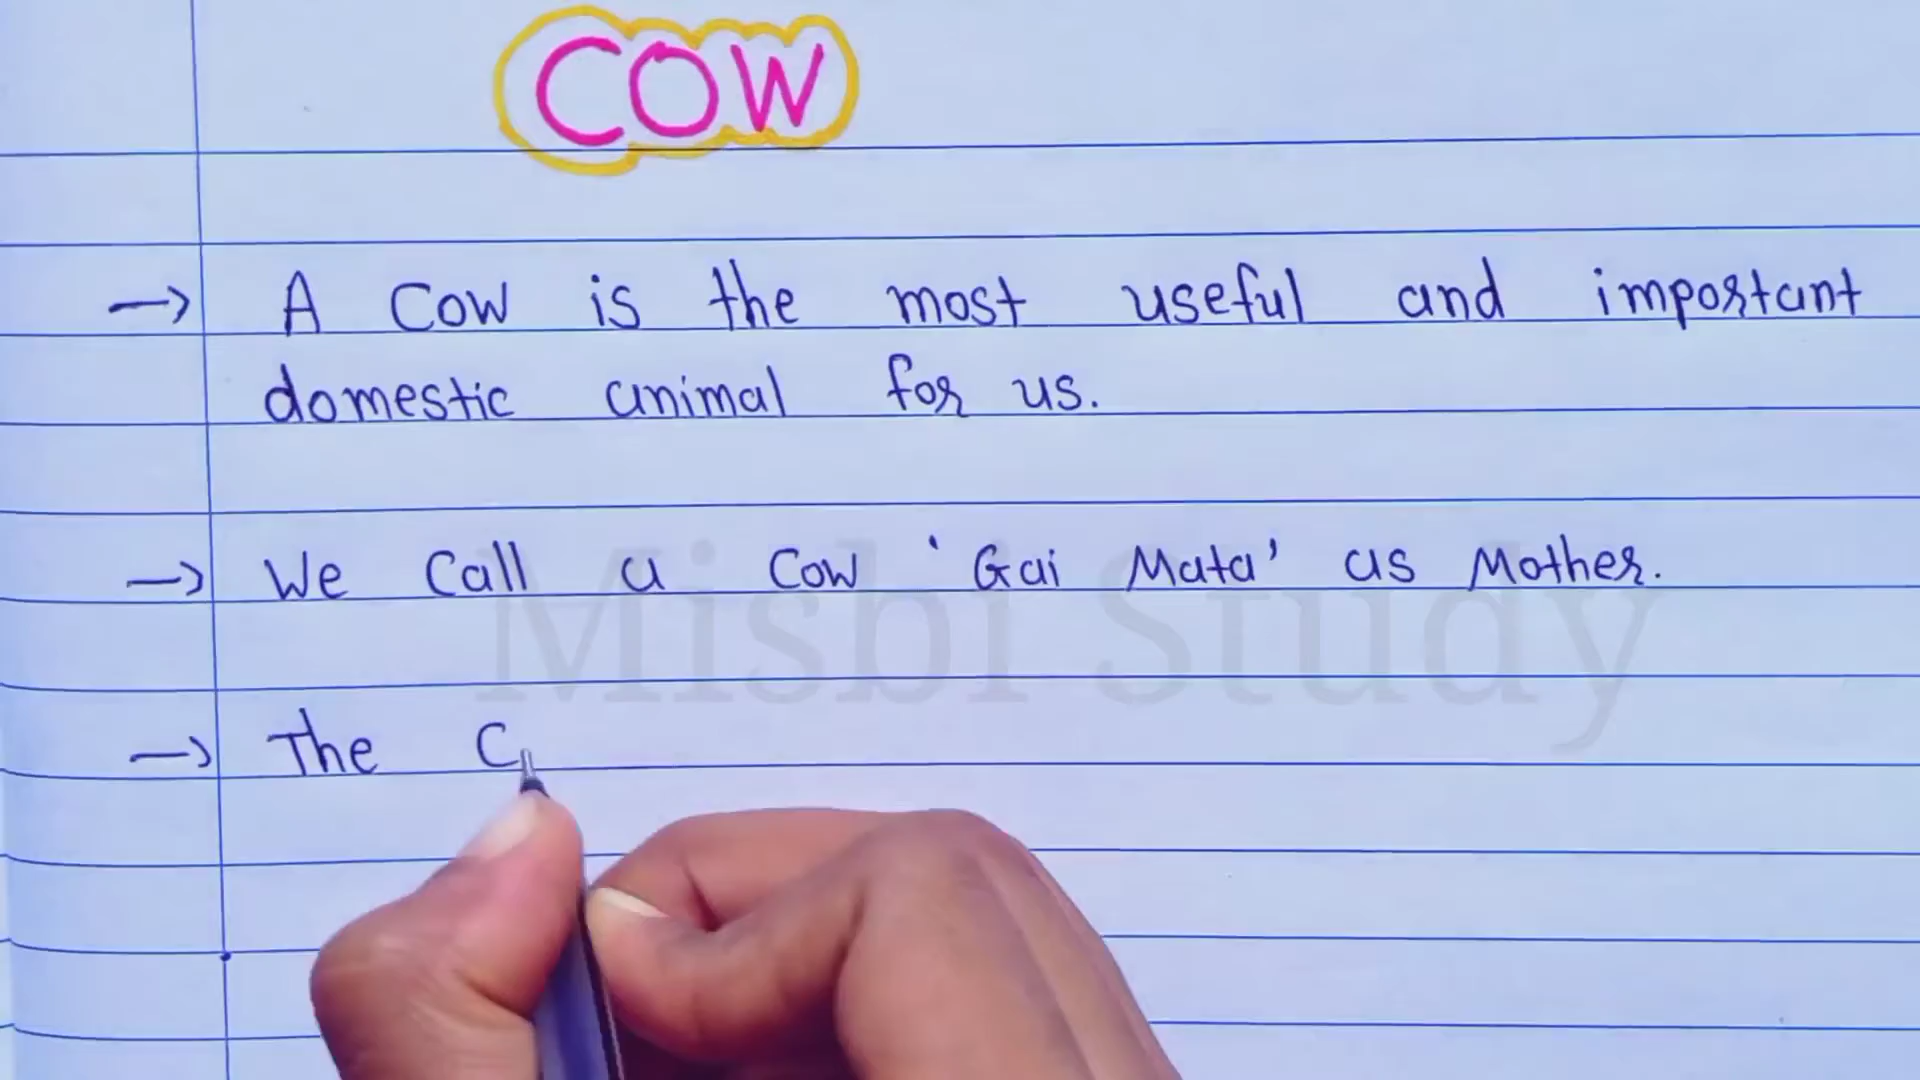 COW
→ A Cow is the most useful and important
domestic animal for us.
→ We Call a Cow 'Gai Mata' as Mother.
Misbi Study
→ The C